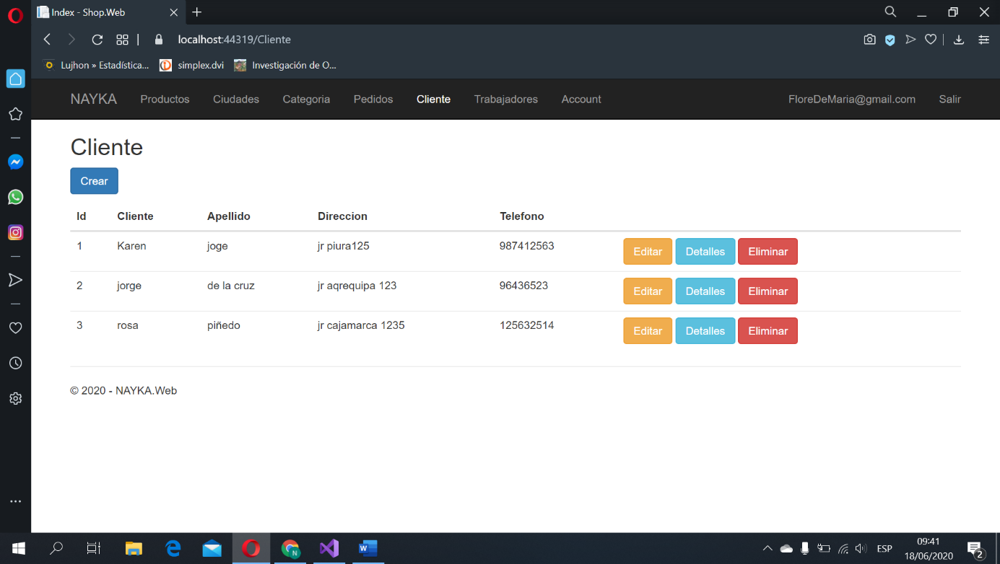 Index - Shop.Web
localhost:44319/Cliente
Lujhon » Estadística... simplex.dvi Investigación de O...
NAYKA Productos Ciudades Categoria Pedidos Cliente Trabajadores Account FloreDeMaria@gmail.com Salir
Cliente
Crear
Id Cliente Apellido Direccion Telefono
1 Karen joge jr piura125 987412563 Editar Detalles Eliminar
2 jorge de la cruz jr aqrequipa 123 96436523 Editar Detalles Eliminar
3 rosa piñedo jr cajamarca 1235 125632514 Editar Detalles Eliminar
© 2020 - NAYKA.Web
N
W
ESP
09:41
18/06/2020
2